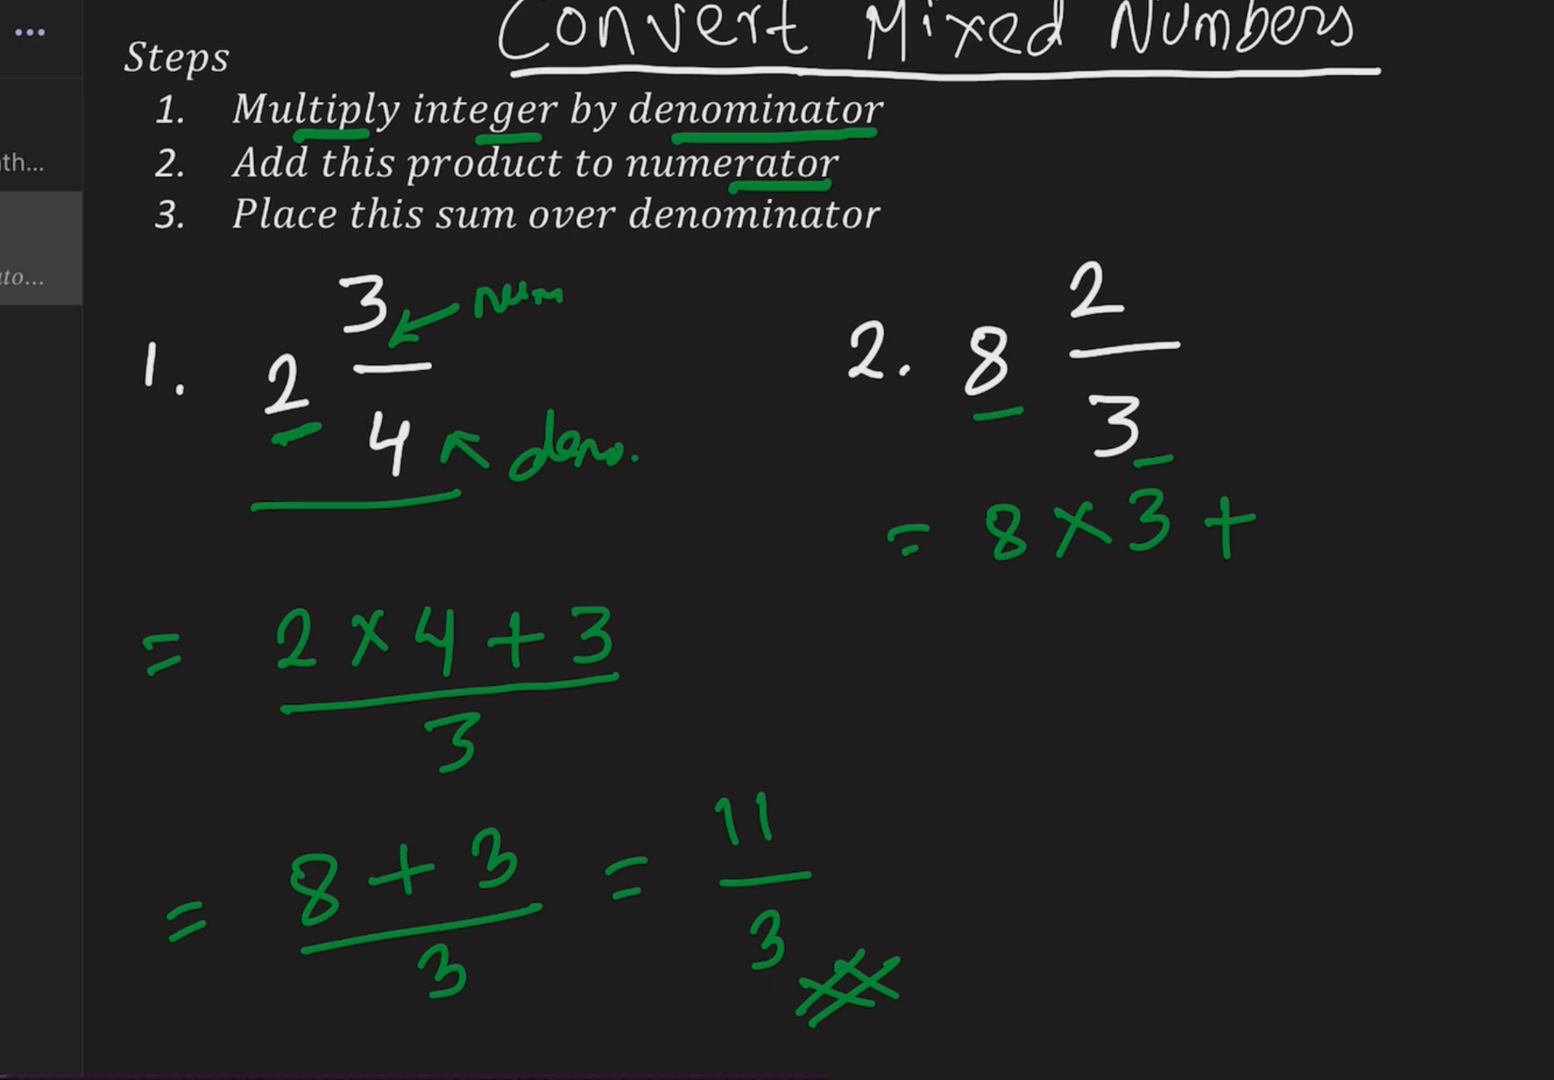 Convert Mixed Numbers
Steps
1. Multiply integer by denominator
2. Add this product to numerator
3. Place this sum over denominator
th...
to...
1. 2 3/4
num
deno.
= 2 × 4 + 3 / 3
= 8 + 3 / 3 = 11 / 3
2. 8 2/3
= 8 × 3 +